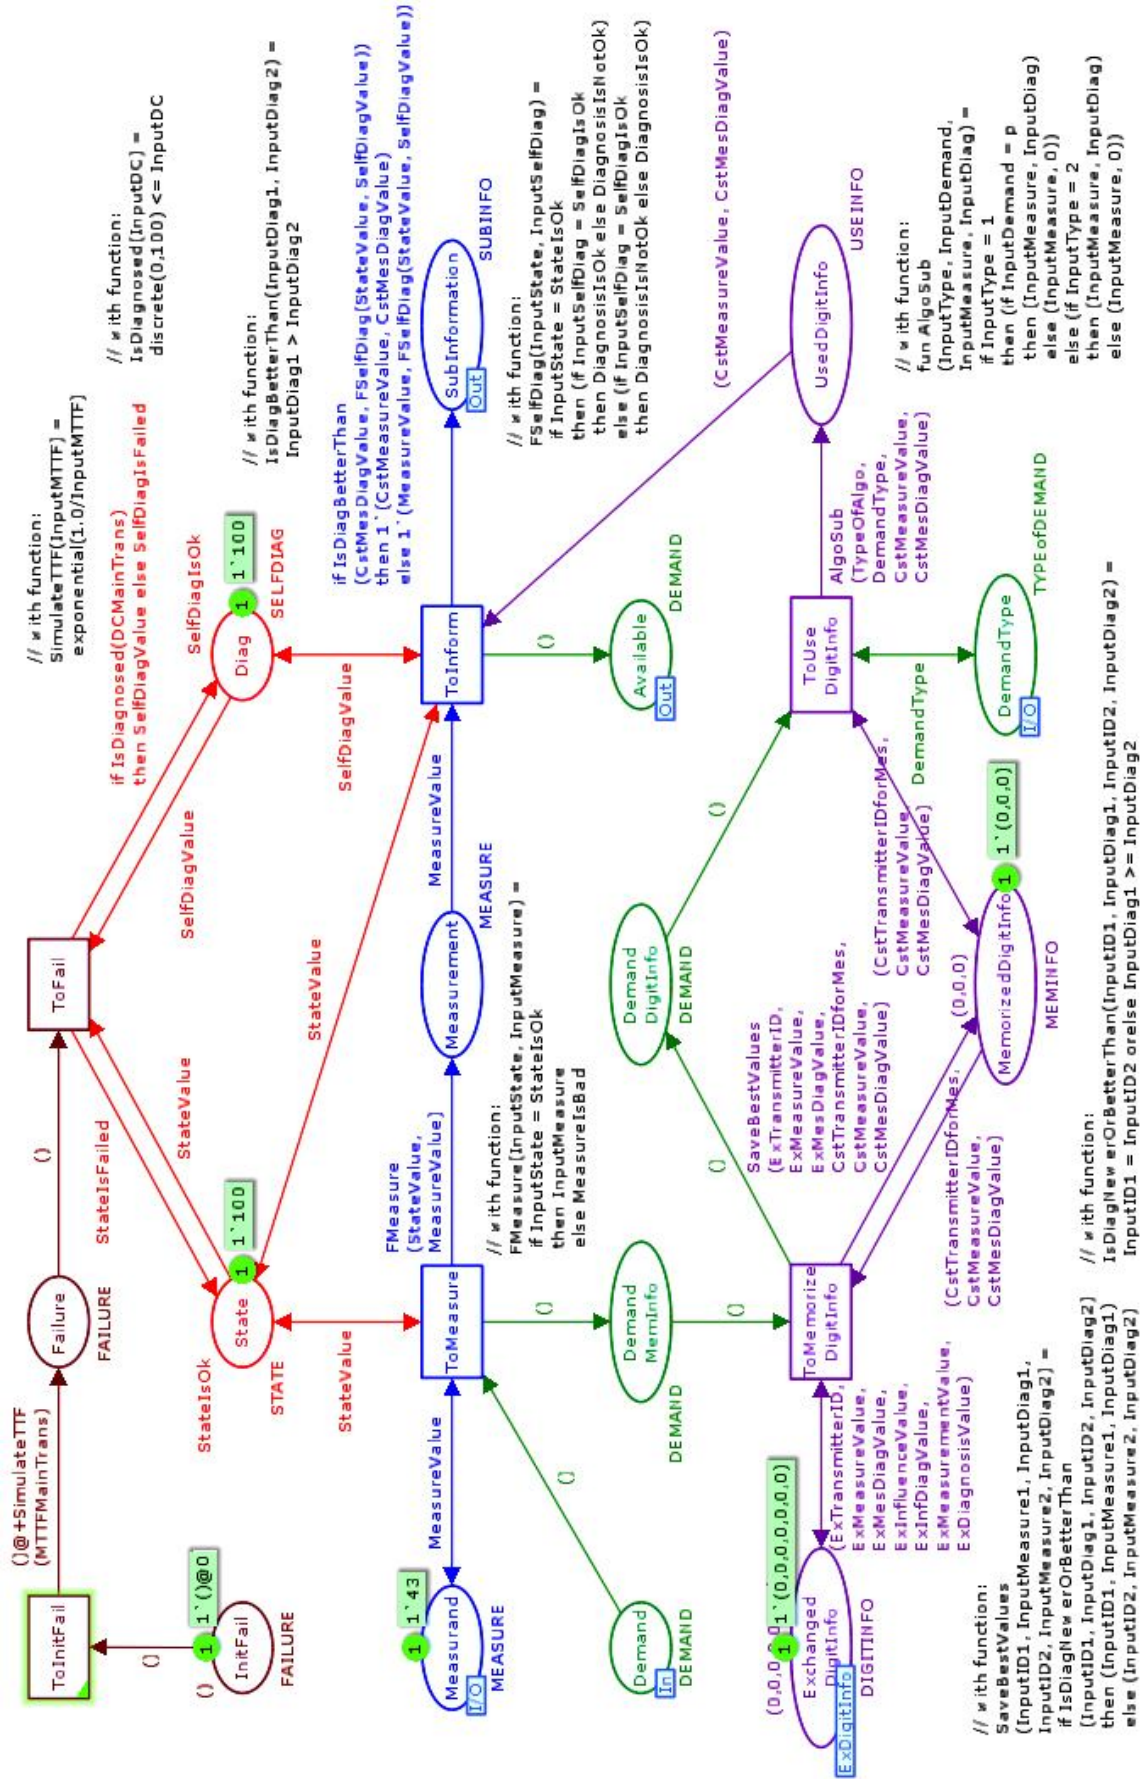 ()@+SimulateTTF
(MTTFMainTrans)
// with function:
SimulateTTF(InputMTTF) =
exponential(1.0/InputMTTF)
ToInitFail
Failure
FAILURE
()
ToFail
()
()
1`()@0
1
InitFail
FAILURE
StateIsFailed
StateValue
SelfDiagValue
if IsDiagnosed(DCMainTrans)
then SelfDiagValue else SelfDiagIsFailed
// with function:
IsDiagnosed(InputDC) =
discrete(0,100) <= InputDC
StateIsOk
1
1`100
State
STATE
SelfDiagIsOk
1
1`100
Diag
SELFDIAG
// with function:
IsDiagBetterThan(InputDiag1, InputDiag2) =
InputDiag1 > InputDiag2
StateValue
StateValue
SelfDiagValue
if IsDiagBetterThan
(CstMesDiagValue, FSelfDiag(StateValue, SelfDiagValue))
then 1`(CstMeasureValue, CstMesDiagValue)
else 1`(MeasureValue, FSelfDiag(StateValue, SelfDiagValue))
1
1`43
Measurand
I/O
MEASURE
MeasureValue
ToMeasure
FMeasure
(StateValue,
MeasureValue)
Measurement
MEASURE
MeasureValue
ToInform
SubInformation
Out
SUBINFO
// with function:
FMeasure(InputState, InputMeasure) =
if InputState = StateIsOk
then InputMeasure
else MeasureIsBad
// with function:
FSelfDiag(InputState, InputSelfDiag) =
if InputState = StateIsOk
then (if InputSelfDiag = SelfDiagIsOk
then DiagnosisIsOk else DiagnosisIsNotOk)
else (if InputSelfDiag = SelfDiagIsOk
then DiagnosisIsNotOk else DiagnosisIsOk)
()
()
()
Demand
In
DEMAND
Demand
MemInfo
DEMAND
Demand
DigitInfo
DEMAND
Available
Out
DEMAND
()
()
()
(CstMeasureValue, CstMesDiagValue)
SaveBestValues
(ExTransmitterID,
ExMeasureValue,
ExMesDiagValue,
CstTransmitterIDforMes,
CstMeasureValue,
CstMesDiagValue)
1
1`(0,0,0,0,0,0,0)
Exchanged
DigitInfo
ExDigitInfo
DIGITINFO
(ExTransmitterID,
ExMeasureValue,
ExMesDiagValue,
ExInfluenceValue,
ExInfDiagValue,
ExMeasurementValue,
ExDiagnosisValue)
ToMemorize
DigitInfo
ToUse
DigitInfo
AlgoSub
(TypeOfAlgo,
DemandType,
CstMeasureValue,
CstMesDiagValue)
UsedDigitInfo
USEINFO
(CstTransmitterIDforMes,
CstMeasureValue,
CstMesDiagValue)
(CstTransmitterIDforMes,
CstMeasureValue,
CstMesDiagValue)
(0,0,0)
1
1`(0,0,0)
MemorizedDigitInfo
MEMINFO
DemandType
DemandType
I/O
TYPEofDEMAND
// with function:
fun AlgoSub
(InputType, InputDemand,
InputMeasure, InputDiag) =
if InputType = 1
then (if InputDemand = p
then (InputMeasure, InputDiag)
else (InputMeasure, 0))
else (if InputType = 2
then (InputMeasure, InputDiag)
else (InputMeasure, 0))
// with function:
SaveBestValues
(InputID1, InputMeasure1, InputDiag1,
InputID2, InputMeasure2, InputDiag2) =
if IsDiagNewerOrBetterThan
(InputID1, InputDiag1, InputID2, InputDiag2)
then (InputID1, InputMeasure1, InputDiag1)
else (InputID2, InputMeasure2, InputDiag2)
// with function:
IsDiagNewerOrBetterThan(InputID1, InputDiag1, InputID2, InputDiag2) =
InputID1 = InputID2 orelse InputDiag1 >= InputDiag2